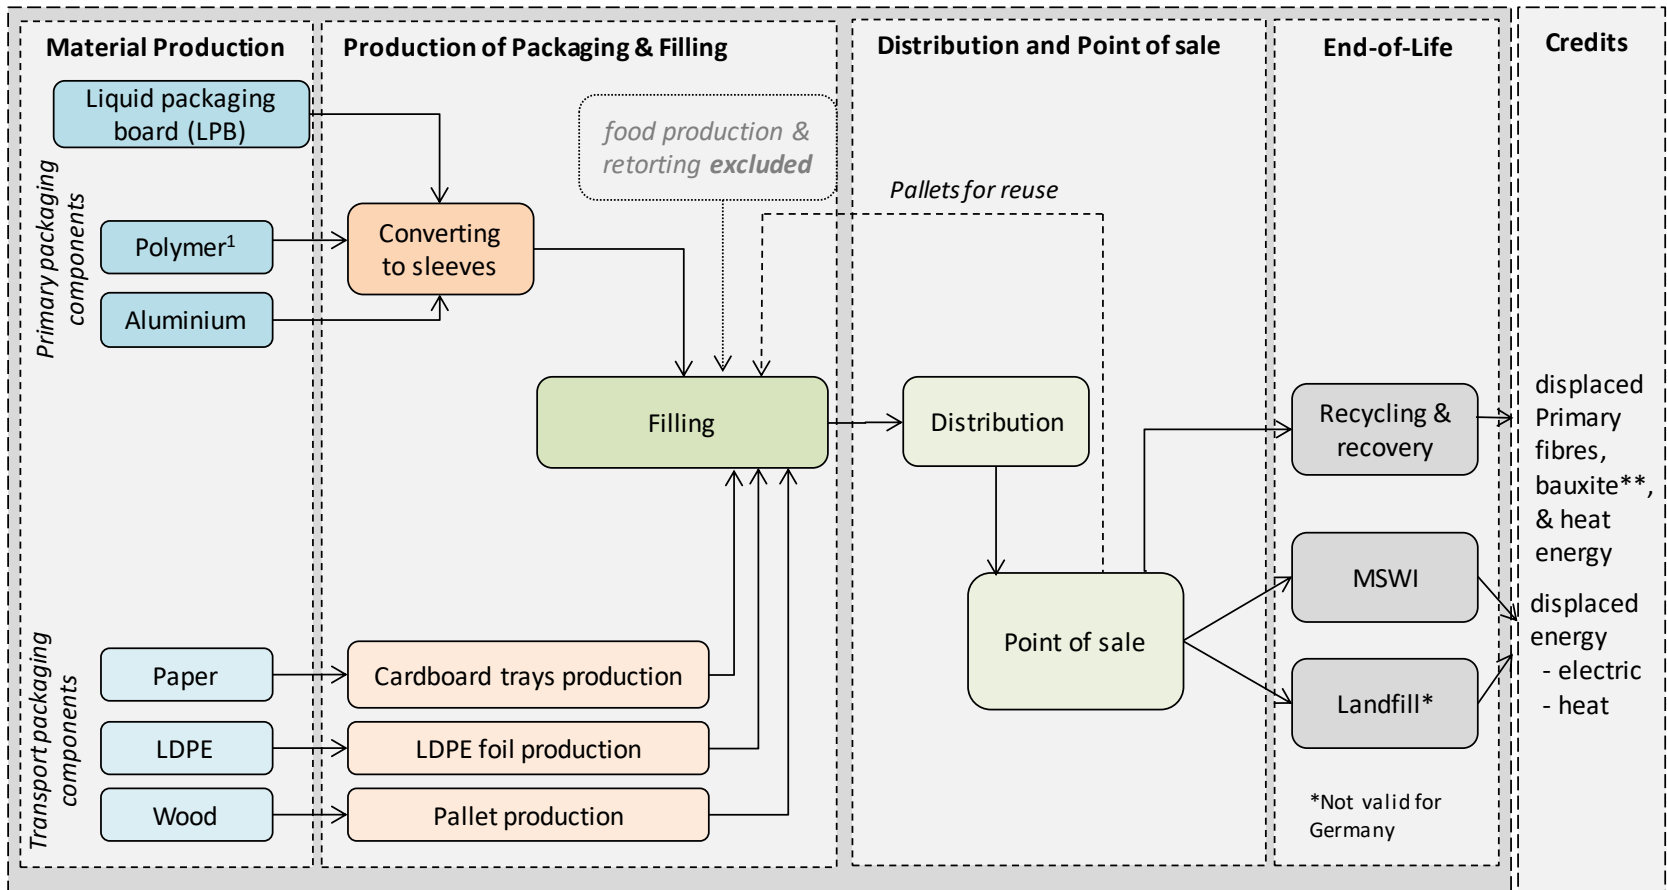 Material Production
Production of Packaging & Filling
Distribution and Point of sale
End-of-Life
Credits
Liquid packaging
board (LPB)
Primary packaging
components
Polymer1
Aluminium
Converting
to sleeves
food production &
retorting excluded
Pallets for reuse
Filling
Distribution
Point of sale
Recycling &
recovery
MSWI
Landfill*
*Not valid for
Germany
displaced
Primary
fibres,
bauxite**,
& heat
energy
displaced
energy
- electric
- heat
Transport packaging
components
Paper
LDPE
Wood
Cardboard trays production
LDPE foil production
Pallet production